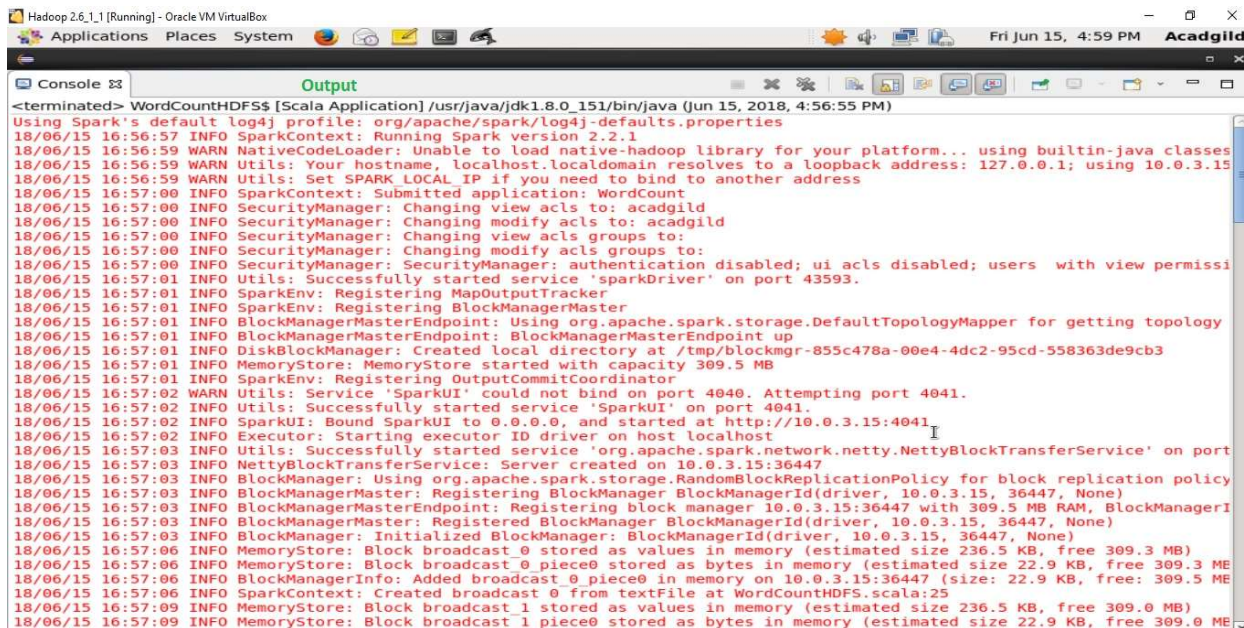 Hadoop 2.6_1_1 [Running] - Oracle VM VirtualBox
Applications Places System Fri Jun 15, 4:59 PM Acadgild
Console Output
<terminated> WordCountHDFS$ [Scala Application] /usr/java/jdk1.8.0_151/bin/java (Jun 15, 2018, 4:56:55 PM)
Using Spark's default log4j profile: org/apache/spark/log4j-defaults.properties
18/06/15 16:56:57 INFO SparkContext: Running Spark version 2.2.1
18/06/15 16:56:59 WARN NativeCodeLoader: Unable to load native-hadoop library for your platform... using builtin-java classes
18/06/15 16:56:59 WARN Utils: Your hostname, localhost.localdomain resolves to a loopback address: 127.0.0.1; using 10.0.3.15
18/06/15 16:56:59 WARN Utils: Set SPARK_LOCAL_IP if you need to bind to another address
18/06/15 16:57:00 INFO SparkContext: Submitted application: WordCount
18/06/15 16:57:00 INFO SecurityManager: Changing view acls to: acadgild
18/06/15 16:57:00 INFO SecurityManager: Changing modify acls to: acadgild
18/06/15 16:57:00 INFO SecurityManager: Changing view acls groups to:
18/06/15 16:57:00 INFO SecurityManager: Changing modify acls groups to:
18/06/15 16:57:00 INFO SecurityManager: SecurityManager: authentication disabled; ui acls disabled; users  with view permissi
18/06/15 16:57:01 INFO Utils: Successfully started service 'sparkDriver' on port 43593.
18/06/15 16:57:01 INFO SparkEnv: Registering MapOutputTracker
18/06/15 16:57:01 INFO SparkEnv: Registering BlockManagerMaster
18/06/15 16:57:01 INFO BlockManagerMasterEndpoint: Using org.apache.spark.storage.DefaultTopologyMapper for getting topology
18/06/15 16:57:01 INFO BlockManagerMasterEndpoint: BlockManagerMasterEndpoint up
18/06/15 16:57:01 INFO DiskBlockManager: Created local directory at /tmp/blockmgr-855c478a-00e4-4dc2-95cd-558363de9cb3
18/06/15 16:57:01 INFO MemoryStore: MemoryStore started with capacity 309.5 MB
18/06/15 16:57:01 INFO SparkEnv: Registering OutputCommitCoordinator
18/06/15 16:57:02 WARN Utils: Service 'SparkUI' could not bind on port 4040. Attempting port 4041.
18/06/15 16:57:02 INFO Utils: Successfully started service 'SparkUI' on port 4041.
18/06/15 16:57:02 INFO SparkUI: Bound SparkUI to 0.0.0.0, and started at http://10.0.3.15:4041
18/06/15 16:57:02 INFO Executor: Starting executor ID driver on host localhost
18/06/15 16:57:03 INFO Utils: Successfully started service 'org.apache.spark.network.netty.NettyBlockTransferService' on port
18/06/15 16:57:03 INFO NettyBlockTransferService: Server created on 10.0.3.15:36447
18/06/15 16:57:03 INFO BlockManager: Using org.apache.spark.storage.RandomBlockReplicationPolicy for block replication policy
18/06/15 16:57:03 INFO BlockManagerMaster: Registering BlockManager BlockManagerId(driver, 10.0.3.15, 36447, None)
18/06/15 16:57:03 INFO BlockManagerMasterEndpoint: Registering block manager 10.0.3.15:36447 with 309.5 MB RAM, BlockManagerI
18/06/15 16:57:03 INFO BlockManagerMaster: Registered BlockManager BlockManagerId(driver, 10.0.3.15, 36447, None)
18/06/15 16:57:03 INFO BlockManager: Initialized BlockManager: BlockManagerId(driver, 10.0.3.15, 36447, None)
18/06/15 16:57:06 INFO MemoryStore: Block broadcast_0 stored as values in memory (estimated size 236.5 KB, free 309.3 MB)
18/06/15 16:57:06 INFO MemoryStore: Block broadcast_0_piece0 stored as bytes in memory (estimated size 22.9 KB, free 309.3 MB
18/06/15 16:57:06 INFO BlockManagerInfo: Added broadcast_0_piece0 in memory on 10.0.3.15:36447 (size: 22.9 KB, free: 309.5 MB
18/06/15 16:57:06 INFO SparkContext: Created broadcast 0 from textFile at WordCountHDFS.scala:25
18/06/15 16:57:09 INFO MemoryStore: Block broadcast_1 stored as values in memory (estimated size 236.5 KB, free 309.0 MB)
18/06/15 16:57:09 INFO MemoryStore: Block broadcast_1_piece0 stored as bytes in memory (estimated size 22.9 KB, free 309.0 MB